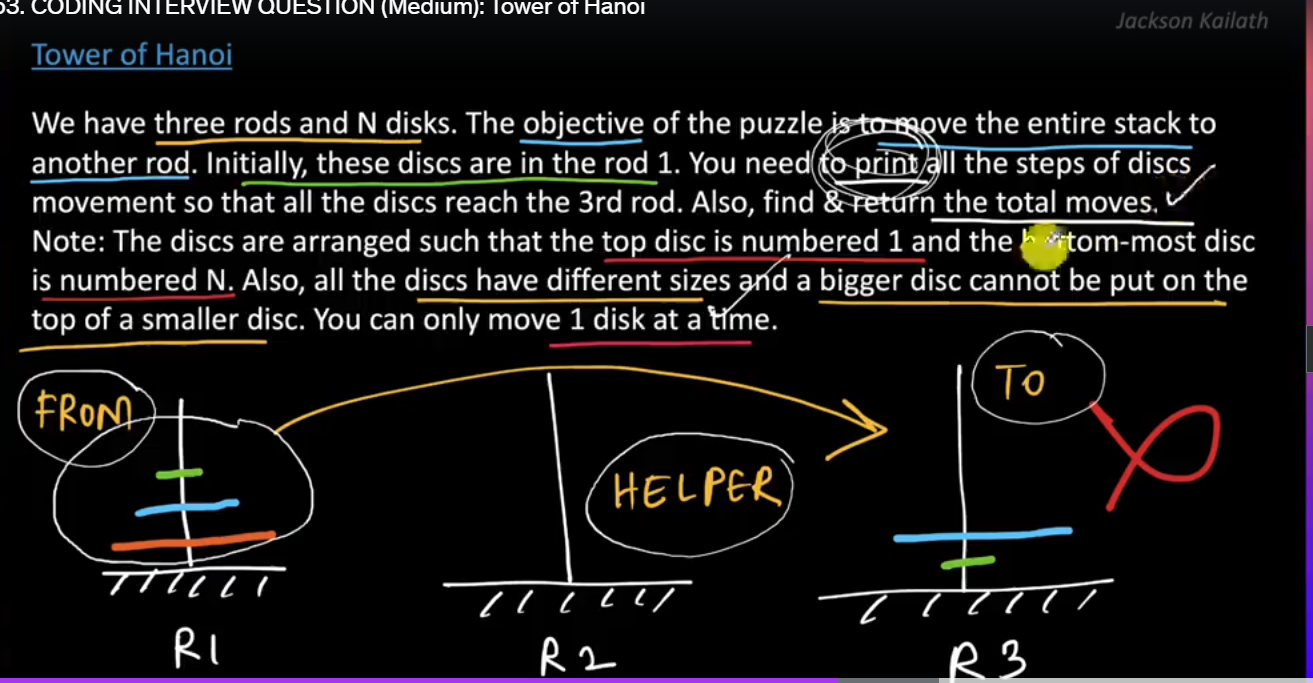 53. CODING INTERVIEW QUESTION (Medium): Tower of Hanoi
Jackson Kailath
Tower of Hanoi
We have three rods and N disks. The objective of the puzzle is to move the entire stack to
another rod. Initially, these discs are in the rod 1. You need to print all the steps of discs
movement so that all the discs reach the 3rd rod. Also, find & return the total moves.
Note: The discs are arranged such that the top disc is numbered 1 and the bottom-most disc
is numbered N. Also, all the discs have different sizes and a bigger disc cannot be put on the
top of a smaller disc. You can only move 1 disk at a time.
FROM
TO
HELPER
R1
R2
R3